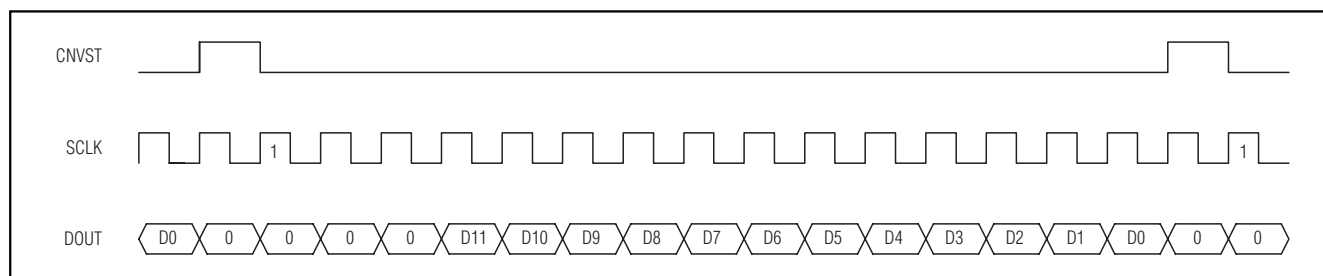 CNVST
SCLK 1 1
DOUT D0 0 0 0 0 D11 D10 D9 D8 D7 D6 D5 D4 D3 D2 D1 D0 0 0